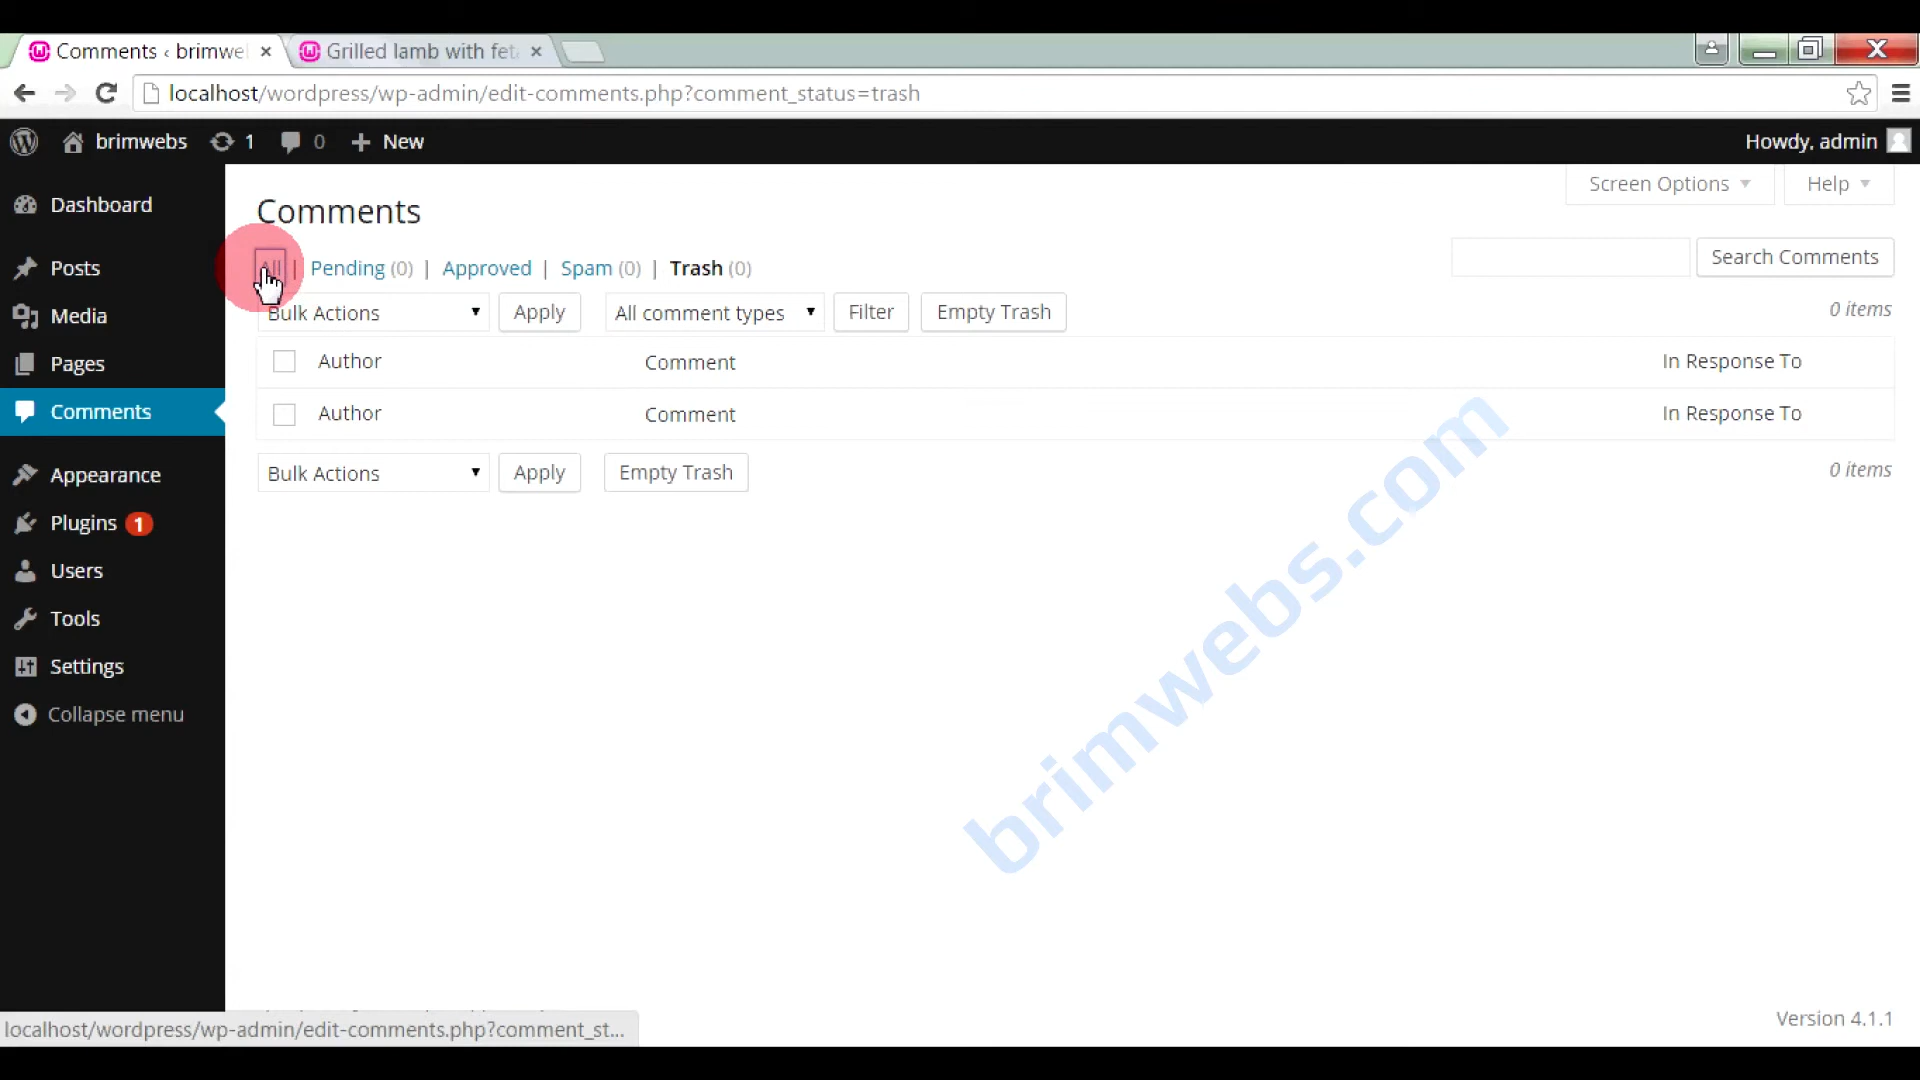 Comments ‹ brimwel
Grilled lamb with feta
localhost/wordpress/wp-admin/edit-comments.php?comment_status=trash
brimwebs 1 0 + New
Howdy, admin
Screen Options ▼
Help ▼
Dashboard
Posts
Media
Pages
Comments
Appearance
Plugins 1
Users
Tools
Settings
Collapse menu
Comments
All | Pending (0) | Approved | Spam (0) | Trash (0)
Search Comments
Bulk Actions
Apply
All comment types
Filter
Empty Trash
0 items
Author Comment In Response To
Author Comment In Response To
Bulk Actions
Apply
Empty Trash
0 items
brimwebs.com
localhost/wordpress/wp-admin/edit-comments.php?comment_st...
Version 4.1.1